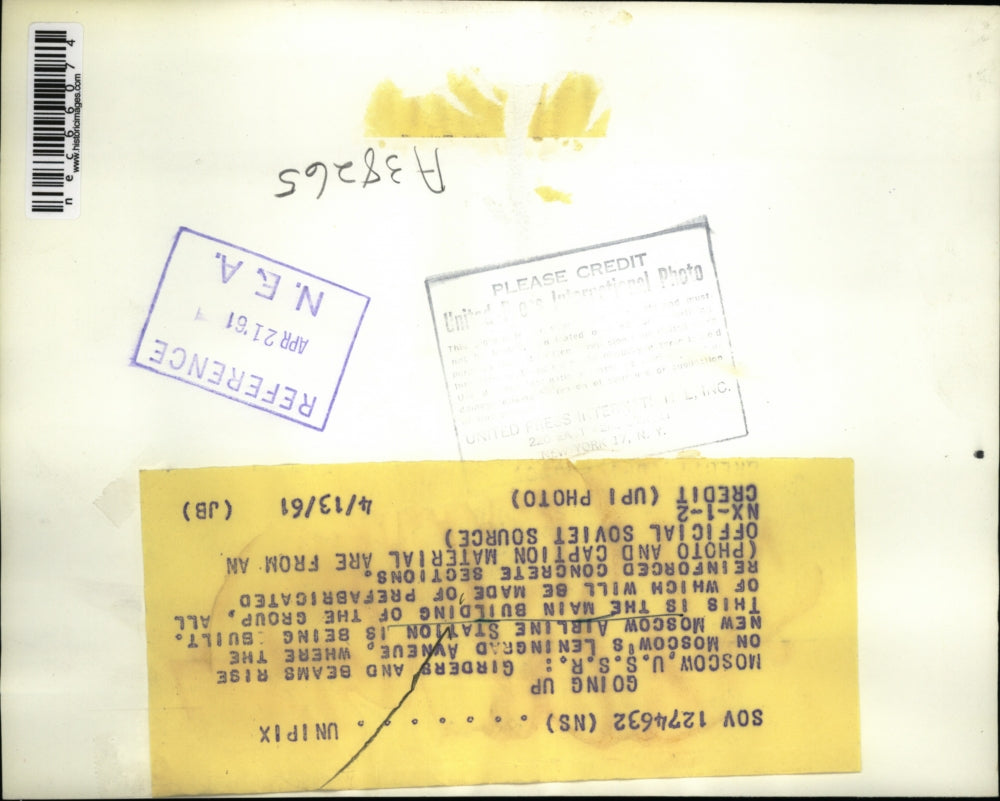 n e c 6 6 0 7 4
www.historicimages.com
A38265
REFERENCE
APR 21 '61
N.E.A.
PLEASE CREDIT
United Press International Photo
UNITED PRESS INTERNATIONAL, INC.
NEW YORK 17, N. Y.
SOV 1274632 (NS) . . . . . . . . UNIPIX
GOING UP
MOSCOW, U.S.S.R.: GIRDERS AND BEAMS RISE
ON MOSCOW'S LENINGRAD AVNEUE, WHERE THE
NEW MOSCOW AIRLINE STATION IS BEING BUILT.
THIS IS THE MAIN BUILDING OF THE GROUP, ALL
OF WHICH WILL BE MADE OF PREFABRICATED
REINFORCED CONCRETE SECTIONS.
(PHOTO AND CAPTION MATERIAL ARE FROM AN
OFFICIAL SOVIET SOURCE)
NX-1-2
CREDIT (UPI PHOTO) 4/13/61 (JB)